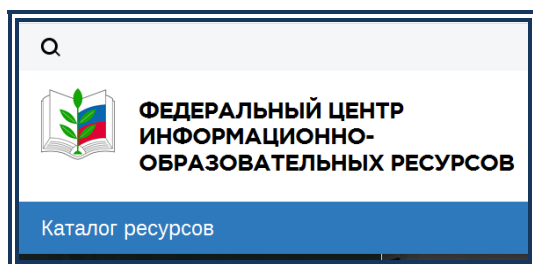 ФЕДЕРАЛЬНЫЙ ЦЕНТР
ИНФОРМАЦИОННО-
ОБРАЗОВАТЕЛЬНЫХ РЕСУРСОВ
Каталог ресурсов